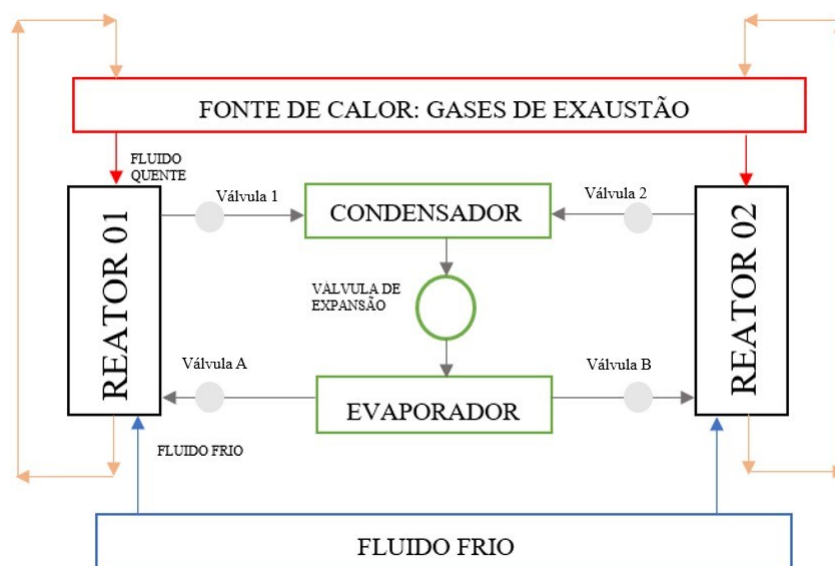 FONTE DE CALOR: GASES DE EXAUSTÃO
FLUIDO
QUENTE
Válvula 1
Válvula 2
REATOR 01
CONDENSADOR
REATOR 02
VÁLVULA DE
EXPANSÃO
Válvula A
Válvula B
EVAPORADOR
FLUIDO FRIO
FLUIDO FRIO